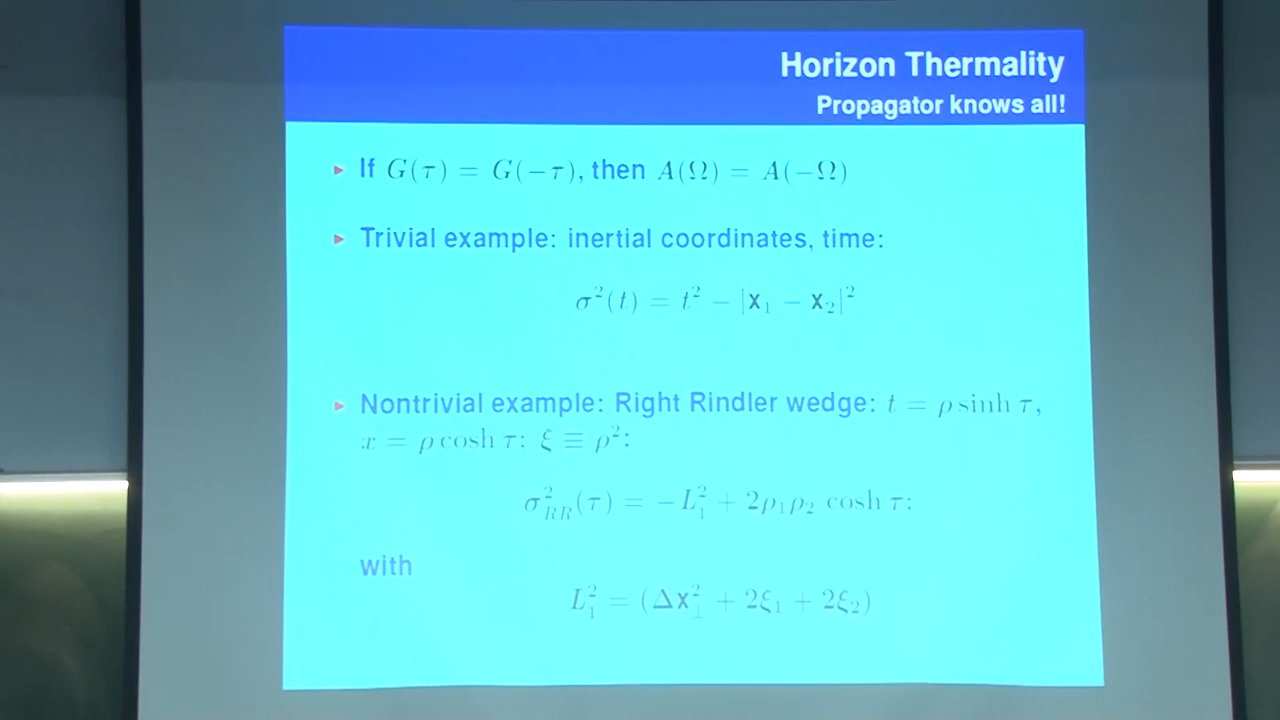 Horizon Thermality
Propagator knows all!
▸ If G(τ) = G(−τ), then A(Ω) = A(−Ω)
▸ Trivial example: inertial coordinates, time:
σ²(t) = t² − |x₁ − x₂|²
▸ Nontrivial example: Right Rindler wedge: t = ρ sinh τ,
x = ρ cosh τ: ξ ≡ ρ²:
σ²_RR(τ) = −L₁² + 2ρ₁ρ₂ cosh τ;
with
L₁² = (Δx²_⊥ + 2ξ₁ + 2ξ₂)